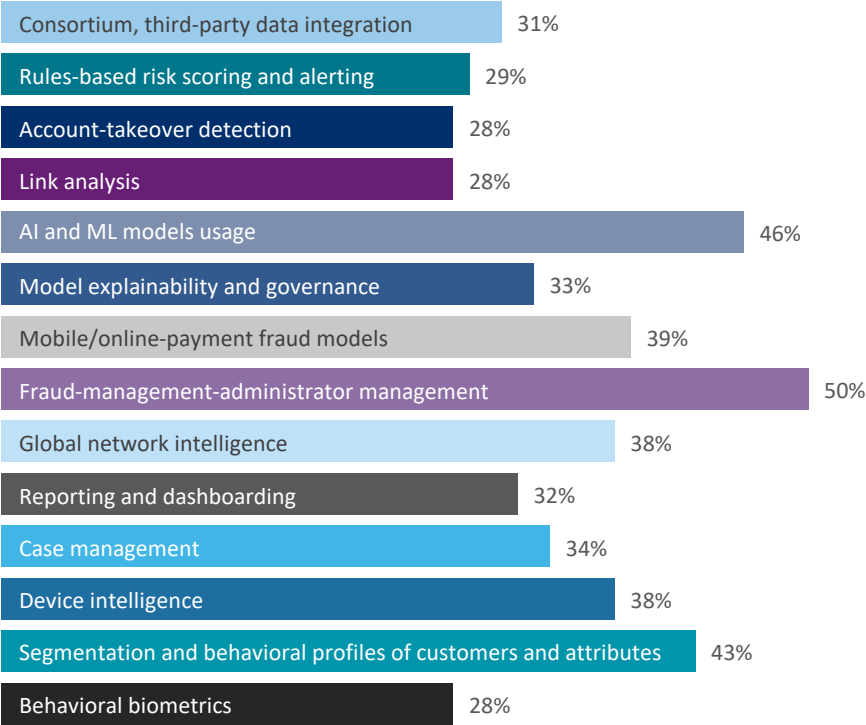 Consortium, third-party data integration 31%
Rules-based risk scoring and alerting 29%
Account-takeover detection 28%
Link analysis 28%
AI and ML models usage 46%
Model explainability and governance 33%
Mobile/online-payment fraud models 39%
Fraud-management-administrator management 50%
Global network intelligence 38%
Reporting and dashboarding 32%
Case management 34%
Device intelligence 38%
Segmentation and behavioral profiles of customers and attributes 43%
Behavioral biometrics 28%